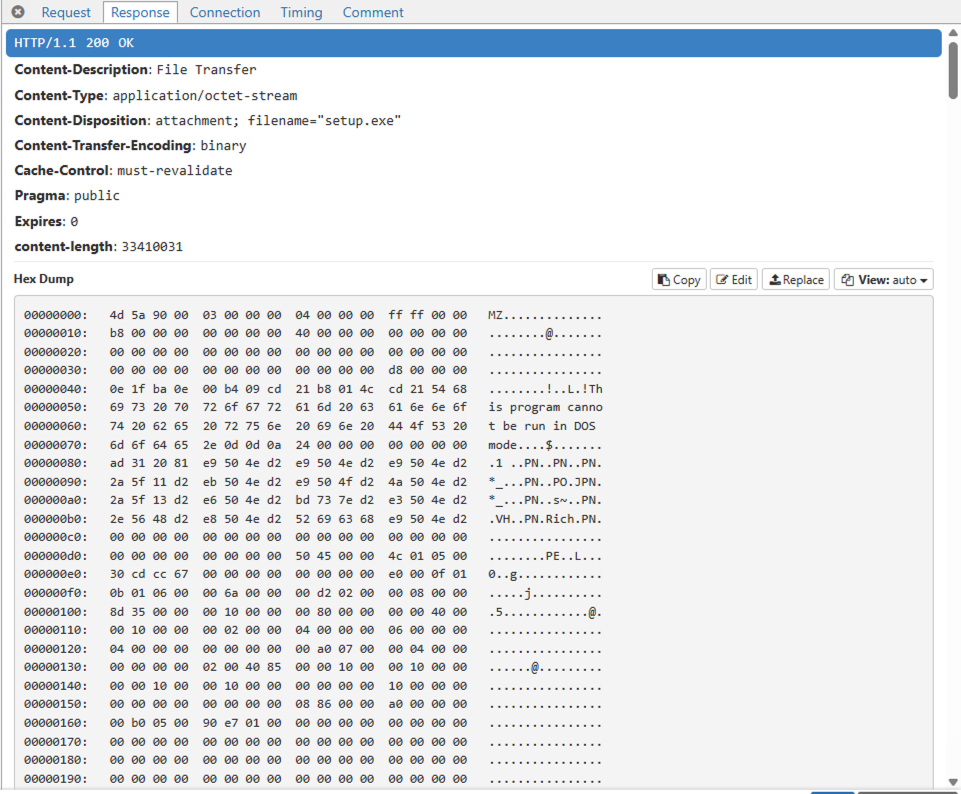 Request Response Connection Timing Comment
HTTP/1.1 200 OK
Content-Description: File Transfer
Content-Type: application/octet-stream
Content-Disposition: attachment; filename="setup.exe"
Content-Transfer-Encoding: binary
Cache-Control: must-revalidate
Pragma: public
Expires: 0
content-length: 33410031
Hex Dump Copy Edit Replace View: auto
00000000: 4d 5a 90 00 03 00 00 00 04 00 00 00 ff ff 00 00 MZ..............
00000010: b8 00 00 00 00 00 00 00 40 00 00 00 00 00 00 00 ........@.......
00000020: 00 00 00 00 00 00 00 00 00 00 00 00 00 00 00 00 ................
00000030: 00 00 00 00 00 00 00 00 00 00 00 00 d8 00 00 00 ................
00000040: 0e 1f ba 0e 00 b4 09 cd 21 b8 01 4c cd 21 54 68 ........!..L.!Th
00000050: 69 73 20 70 72 6f 67 72 61 6d 20 63 61 6e 6e 6f is program canno
00000060: 74 20 62 65 20 72 75 6e 20 69 6e 20 44 4f 53 20 t be run in DOS
00000070: 6d 6f 64 65 2e 0d 0d 0a 24 00 00 00 00 00 00 00 mode....$.......
00000080: ad 31 20 81 e9 50 4e d2 e9 50 4e d2 e9 50 4e d2 .1 ..PN..PN..PN.
00000090: 2a 5f 11 d2 eb 50 4e d2 e9 50 4f d2 4a 50 4e d2 *_...PN..PO.JPN.
000000a0: 2a 5f 13 d2 e6 50 4e d2 bd 73 7e d2 e3 50 4e d2 *_...PN..s~..PN.
000000b0: 2e 56 48 d2 e8 50 4e d2 52 69 63 68 e9 50 4e d2 .VH..PN.Rich.PN.
000000c0: 00 00 00 00 00 00 00 00 00 00 00 00 00 00 00 00 ................
000000d0: 00 00 00 00 00 00 00 00 50 45 00 00 4c 01 05 00 ........PE..L...
000000e0: 30 cd cc 67 00 00 00 00 00 00 00 00 e0 00 0f 01 0..g............
000000f0: 0b 01 06 00 00 6a 00 00 00 d2 02 00 00 08 00 00 .....j..........
00000100: 8d 35 00 00 00 10 00 00 00 80 00 00 00 00 40 00 .5............@.
00000110: 00 10 00 00 00 02 00 00 04 00 00 00 06 00 00 00 ................
00000120: 04 00 00 00 00 00 00 00 00 a0 07 00 00 04 00 00 ................
00000130: 00 00 00 00 02 00 40 85 00 00 10 00 00 10 00 00 ......@.........
00000140: 00 00 10 00 00 10 00 00 00 00 00 00 10 00 00 00 ................
00000150: 00 00 00 00 00 00 00 00 08 86 00 00 a0 00 00 00 ................
00000160: 00 b0 05 00 90 e7 01 00 00 00 00 00 00 00 00 00 ................
00000170: 00 00 00 00 00 00 00 00 00 00 00 00 00 00 00 00 ................
00000180: 00 00 00 00 00 00 00 00 00 00 00 00 00 00 00 00 ................
00000190: 00 00 00 00 00 00 00 00 00 00 00 00 00 00 00 00 ................